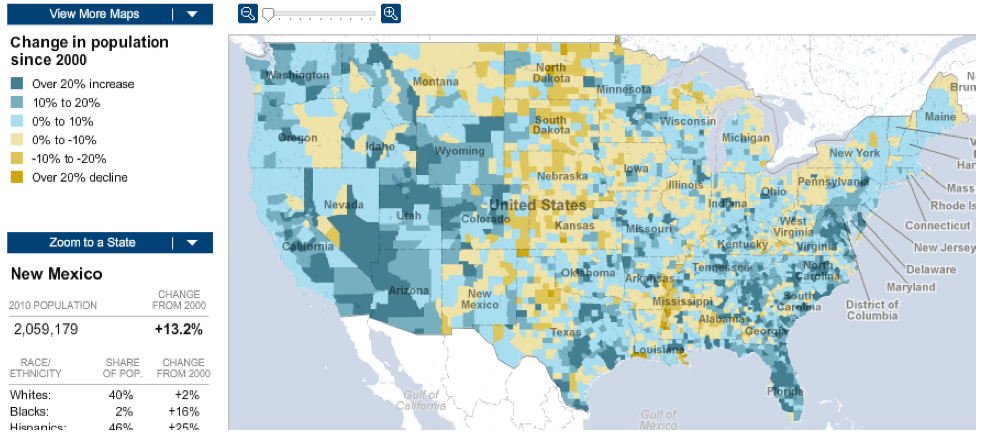 View More Maps
Change in population
since 2000
Over 20% increase
10% to 20%
0% to 10%
0% to -10%
-10% to -20%
Over 20% decline
Zoom to a State
New Mexico
2010 POPULATION
CHANGE
FROM 2000
2,059,179
+13.2%
RACE/
ETHNICITY
SHARE
OF POP.
CHANGE
FROM 2000
Whites:
40%
+2%
Blacks:
2%
+16%
Hispanics:
46%
+25%
Washington
Montana
North
Dakota
Minnesota
Oregon
Idaho
Wyoming
South
Dakota
Wisconsin
Michigan
Maine
New York
Nevada
Utah
Colorado
Nebraska
Iowa
Illinois
Indiana
Ohio
Pennsylvania
United States
California
Kansas
Missouri
West
Virginia
Virginia
Kentucky
Arizona
New
Mexico
Oklahoma
Arkansas
Tennessee
North
Carolina
South
Carolina
Mississippi
Alabama
Georgia
Texas
Louisiana
Florida
Mass
Rhode Is
Connecticut
New Jersey
Delaware
Maryland
District of
Columbia
Gulf of
California
Gulf of
Mexico